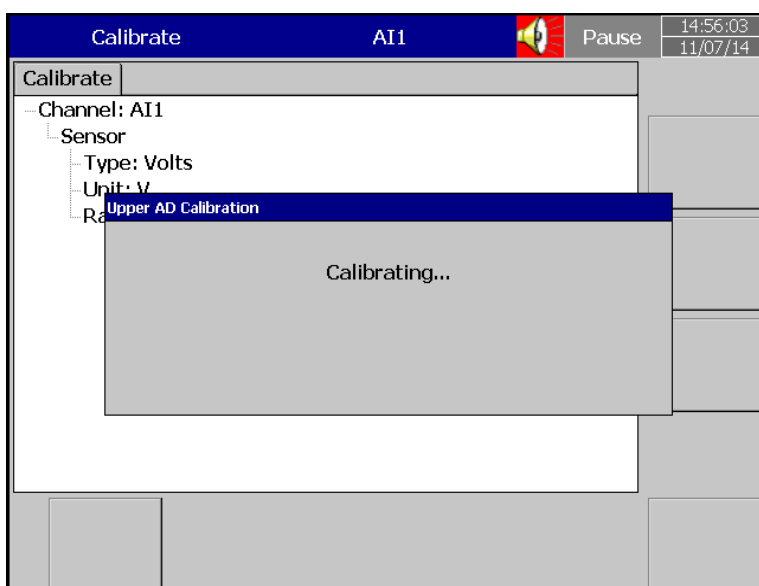 Calibrate AI1 Pause 14:56:03
11/07/14
Calibrate
Channel: AI1
Sensor
Type: Volts
Unit: V
Upper AD Calibration
Calibrating...